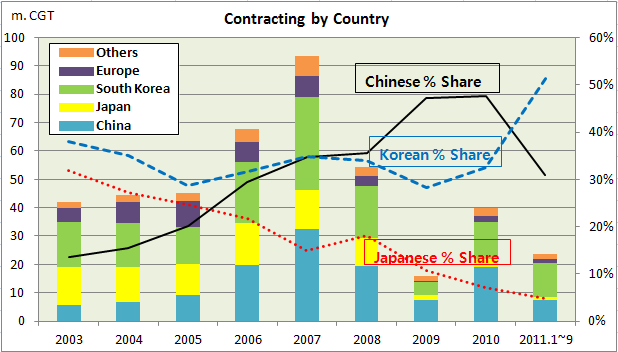 m. CGT
Contracting by Country
100
90
80
70
60
50
40
30
20
10
0
60%
50%
40%
30%
20%
10%
0%
Others
Europe
South Korea
Japan
China
Chinese % Share
Korean % Share
Japanese % Share
2003 2004 2005 2006 2007 2008 2009 2010 2011.1~9